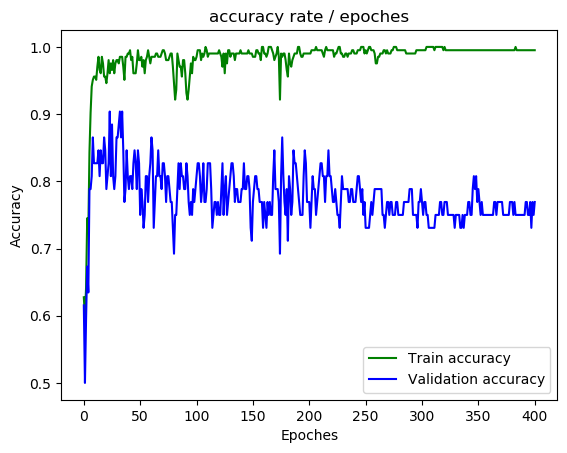 accuracy rate / epoches
1.0
0.9
0.8
0.7
0.6
0.5
Accuracy
Train accuracy
Validation accuracy
0 50 100 150 200 250 300 350 400
Epoches